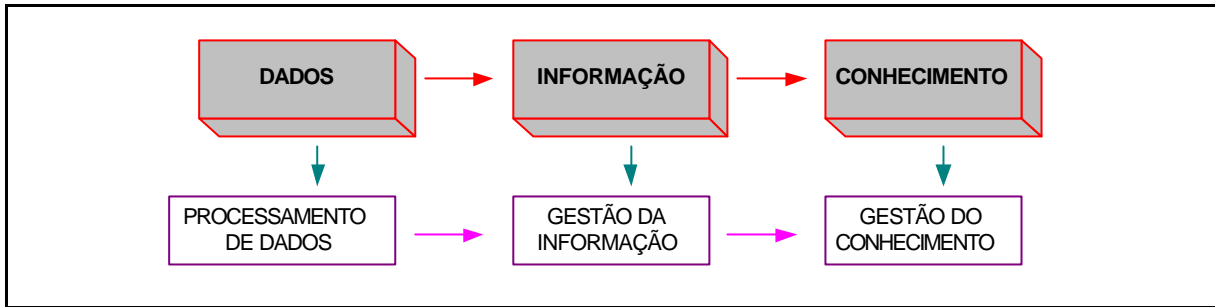 DADOS
INFORMAÇÃO
CONHECIMENTO
PROCESSAMENTO
DE DADOS
GESTÃO DA
INFORMAÇÃO
GESTÃO DO
CONHECIMENTO